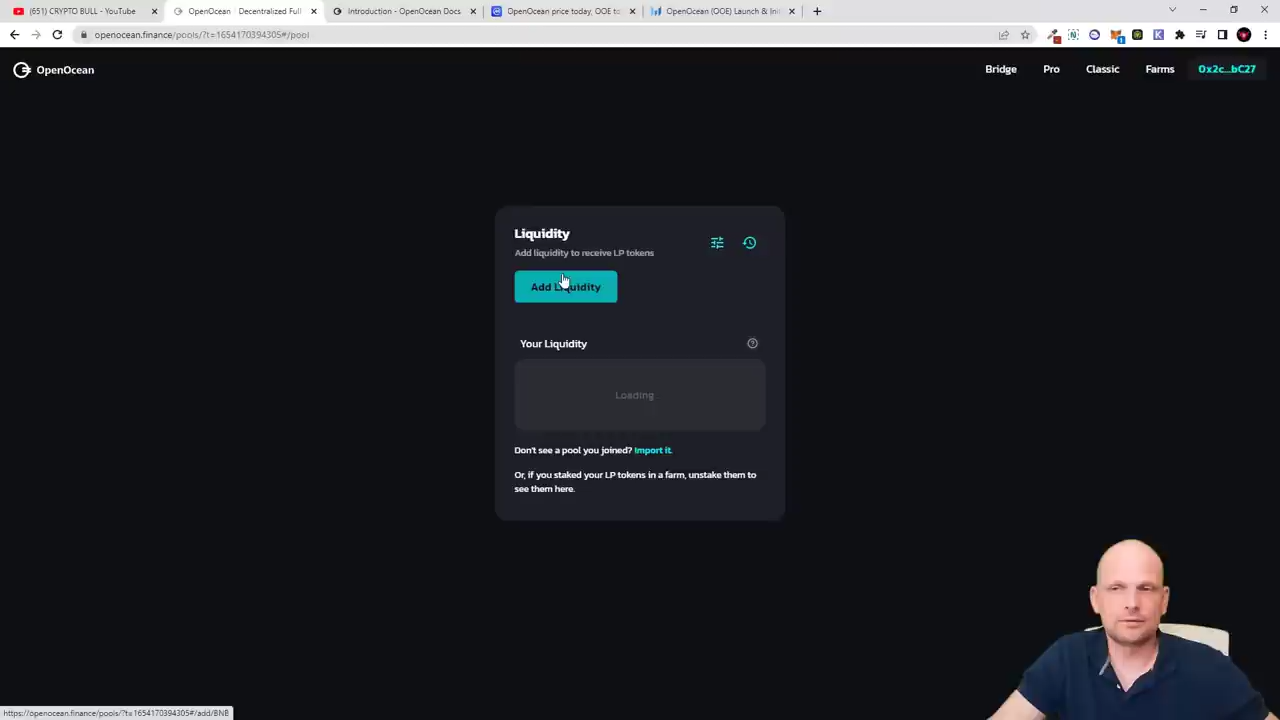 (651) CRYPTO BULL - YouTube
OpenOcean - Decentralized Full
Introduction - OpenOcean Docs
OpenOcean price today, OOE to
OpenOcean (OOE) Launch & Ini
openocean.finance/pools/?t=1654170394305#/pool
OpenOcean
Bridge
Pro
Classic
Farms
0x2c...bC27
Liquidity
Add liquidity to receive LP tokens
Add Liquidity
Your Liquidity
Loading
Don't see a pool you joined? Import it.
Or, if you staked your LP tokens in a farm, unstake them to
see them here.
https://openocean.finance/pools/?t=1654170394305#/add/BNB